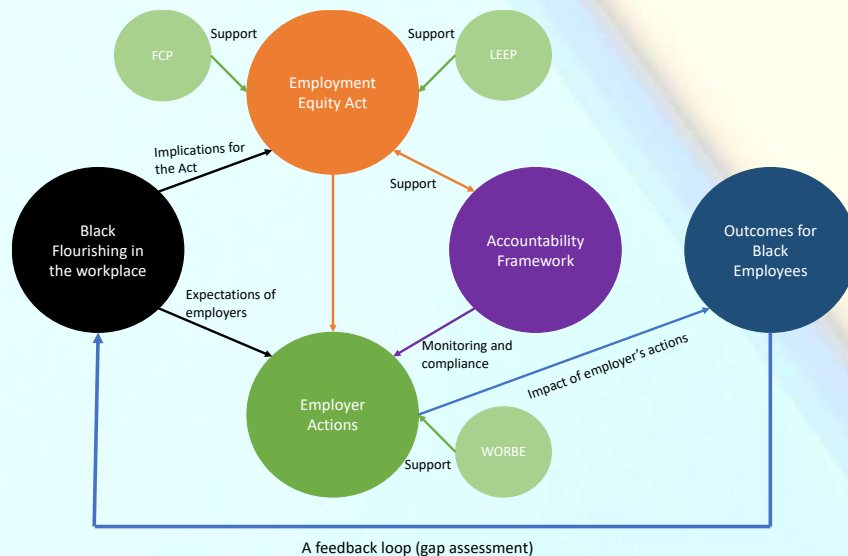 Support
Support
FCP
LEEP
Employment
Equity Act
Implications for
the Act
Support
Black
Flourishing in
the workplace
Accountability
Framework
Outcomes for
Black
Employees
Expectations of
employers
Monitoring and
compliance
Impact of employer's actions
Employer
Actions
WORBE
Support
A feedback loop (gap assessment)